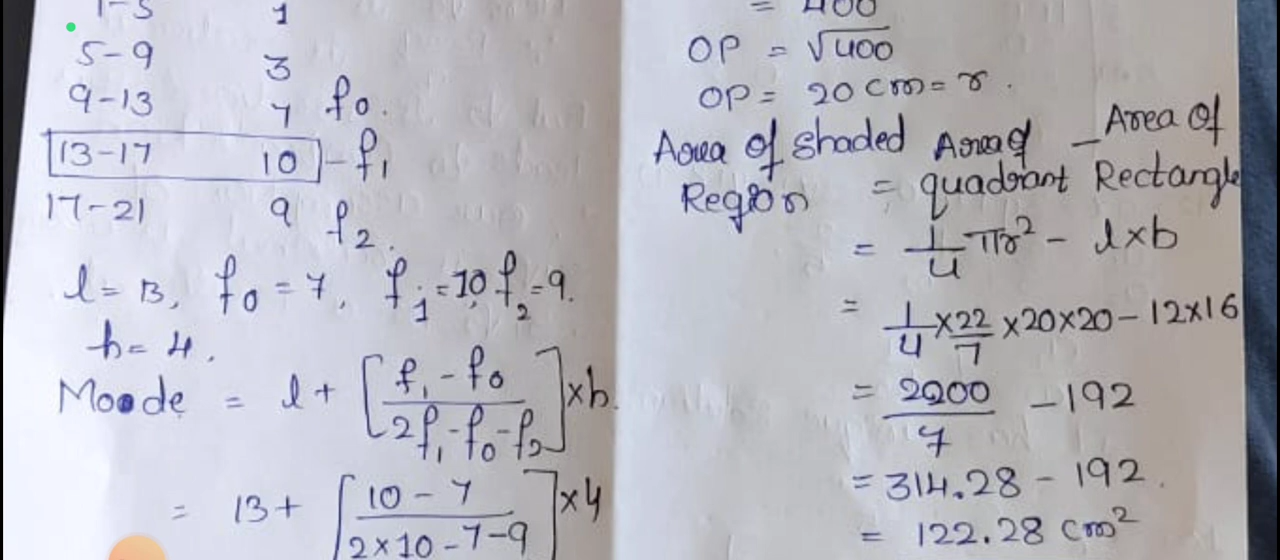 1-5 1
5-9 3
9-13 7 f₀.
13-17 10 - f₁
17-21 9 f₂.
l = 13, f₀ = 7, f₁ = 10, f₂ = 9.
h = 4.
Mode = l + [f₁ - f₀ / 2f₁ - f₀ - f₂] × h.
= 13 + [10 - 7 / 2×10 - 7 - 9] × 4
= 400
OP = √400
OP = 20 cm = r.
Area of shaded Region = Area of quadrant - Area of Rectangle
= 1/4 πr² - l×b
= 1/4 × 22/7 × 20×20 - 12×16
= 2200/7 - 192
= 314.28 - 192.
= 122.28 cm²